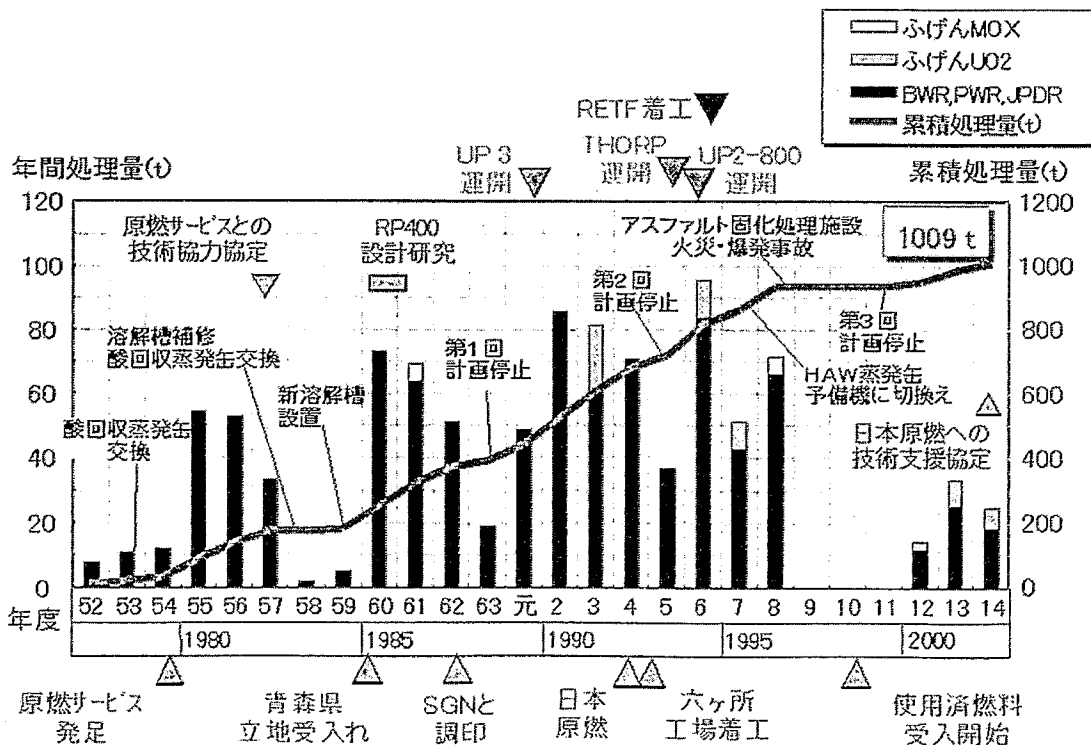 ふげんMOX
ふげんUO2
BWR,PWR,JPDR
累積処理量(t)
RETF着工
THORP
運開
UP 3
運開
UP2-800
運開
年間処理量(t)
累積処理量(t)
120
100
80
60
40
20
0
1200
1000
800
600
400
200
0
1009 t
原燃サービスとの
技術協力協定
RP400
設計研究
アスファルト固化処理施設
火災・爆発事故
第2回
計画停止
溶解槽補修
酸回収蒸発缶交換
第1回
計画停止
第3回
計画停止
新溶解槽
設置
HAW蒸発缶
予備機に切換え
酸回収蒸発缶
交換
日本原燃への
技術支援協定
年度
52 53 54 55 56 57 58 59 60 61 62 63 元 2 3 4 5 6 7 8 9 10 11 12 13 14
1980 1985 1990 1995 2000
原燃サービス
発足
青森県
立地受入れ
SGNと
調印
日本
原燃
六ヶ所
工場着工
使用済燃料
受入開始